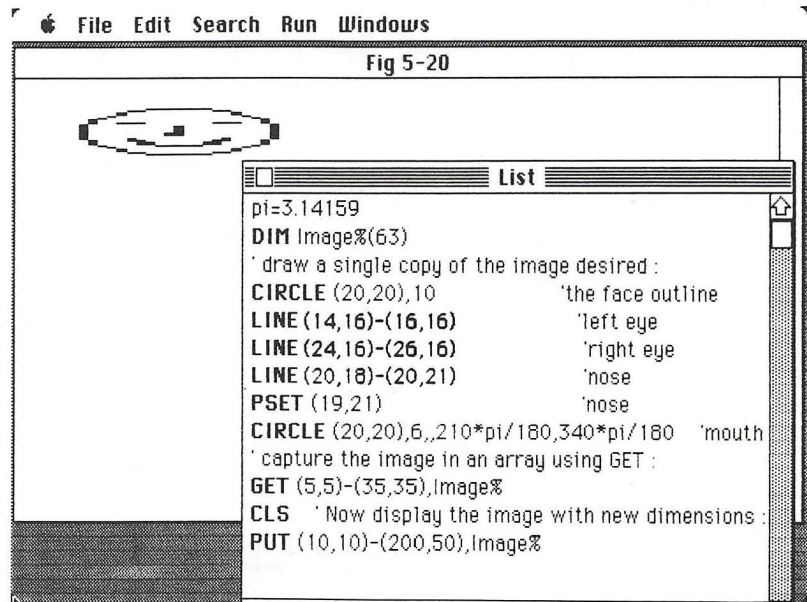 File Edit Search Run Windows
Fig 5-20
List
pi=3.14159
DIM Image%(63)
' draw a single copy of the image desired :
CIRCLE (20,20),10 'the face outline
LINE (14,16)-(16,16) 'left eye
LINE (24,16)-(26,16) 'right eye
LINE (20,18)-(20,21) 'nose
PSET (19,21) 'nose
CIRCLE (20,20),6,,210*pi/180,340*pi/180 'mouth
' capture the image in an array using GET :
GET (5,5)-(35,35),Image%
CLS ' Now display the image with new dimensions :
PUT (10,10)-(200,50),Image%